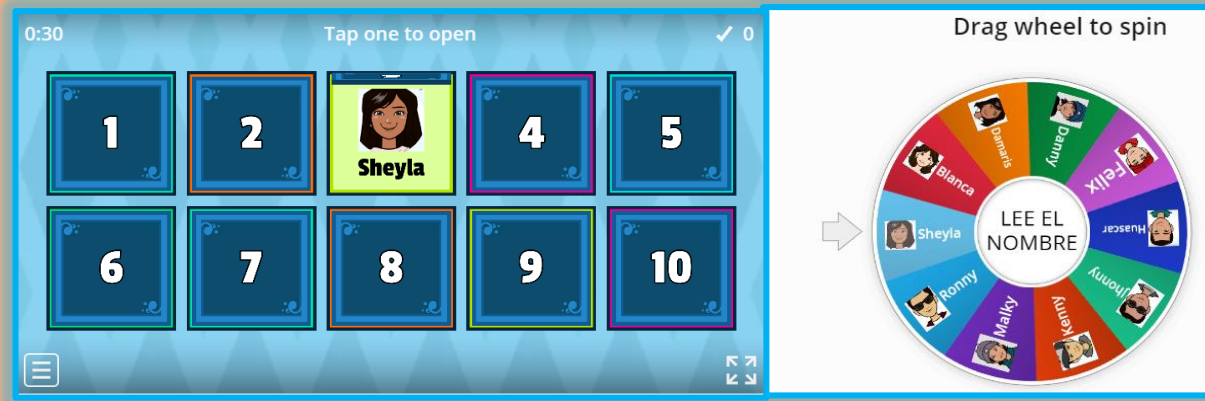 0:30 Tap one to open ✓ 0
1 2 Sheyla 4 5
6 7 8 9 10
Drag wheel to spin
Damaris
Danny
Blanca
Felix
Sheyla
LEE EL
NOMBRE
Huascar
Ronny
Jhonny
Malky
Kenny